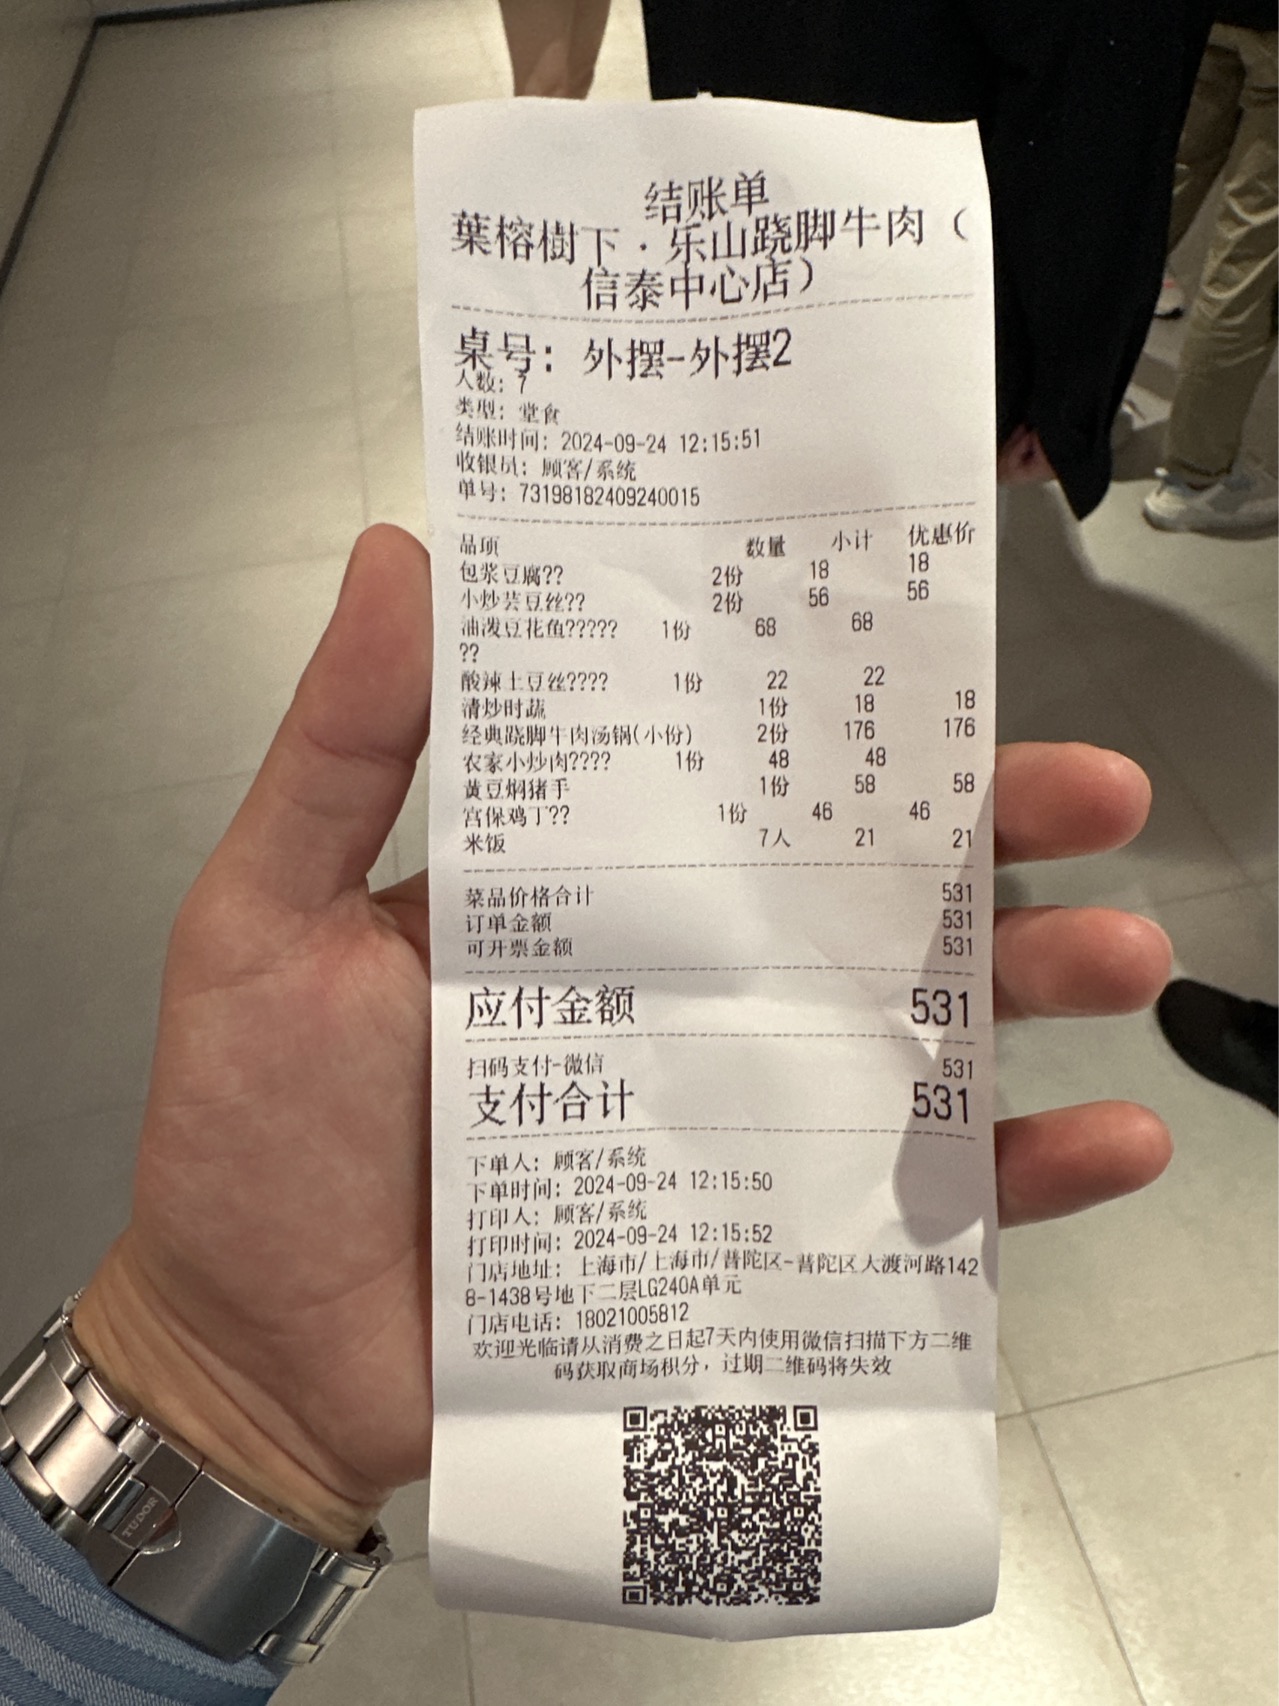 结账单
葉榕樹下·乐山跷脚牛肉（
信泰中心店）
桌号：外摆-外摆2
人数：7
类型：堂食
结账时间：2024-09-24 12:15:51
收银员：顾客/系统
单号：73198182409240015
品项 数量 小计 优惠价
包浆豆腐?? 2份 18 18
小炒芸豆丝?? 2份 56 56
油泼豆花鱼????? 1份 68 68
??
酸辣土豆丝???? 1份 22 22
清炒时蔬 1份 18 18
经典跷脚牛肉汤锅(小份) 2份 176 176
农家小炒肉???? 1份 48 48
黄豆焖猪手 1份 58 58
宫保鸡丁?? 1份 46 46
米饭 7人 21 21
菜品价格合计 531
订单金额 531
可开票金额 531
应付金额 531
扫码支付-微信 531
支付合计 531
下单人：顾客/系统
下单时间：2024-09-24 12:15:50
打印人：顾客/系统
打印时间：2024-09-24 12:15:52
门店地址：上海市/上海市/普陀区-普陀区大渡河路142
8-1438号地下二层LG240A单元
门店电话：18021005812
欢迎光临请从消费之日起7天内使用微信扫描下方二维
码获取商场积分，过期二维码将失效
TUDOR